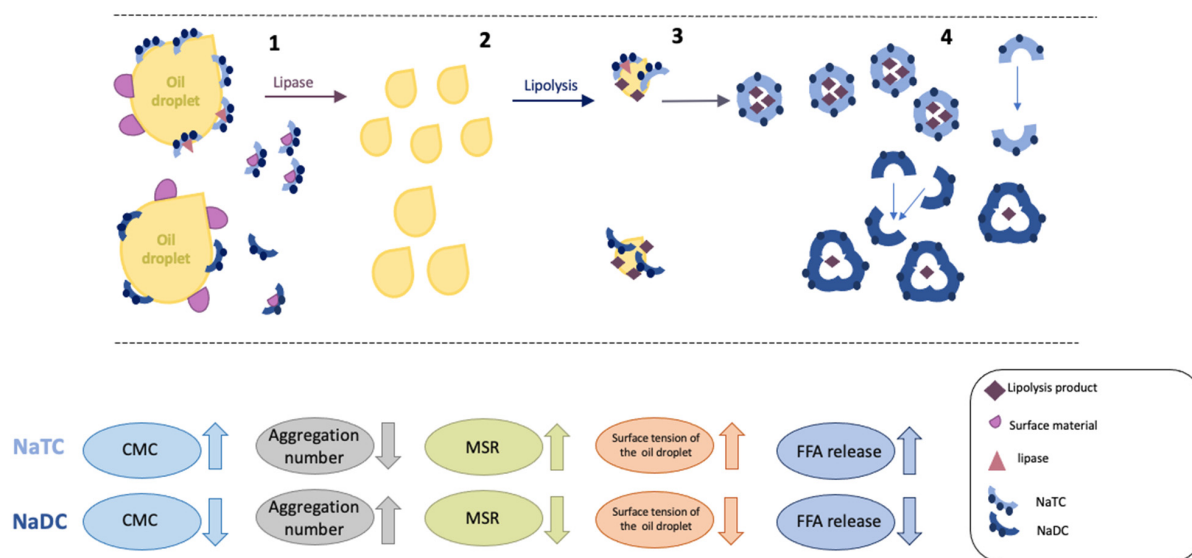 1
2
3
4
Oil
droplet
Lipase
Lipolysis
Oil
droplet
NaTC
CMC
Aggregation
number
MSR
Surface tension of
the oil droplet
FFA release
NaDC
CMC
Aggregation
number
MSR
Surface tension of
the oil droplet
FFA release
Lipolysis product
Surface material
lipase
NaTC
NaDC